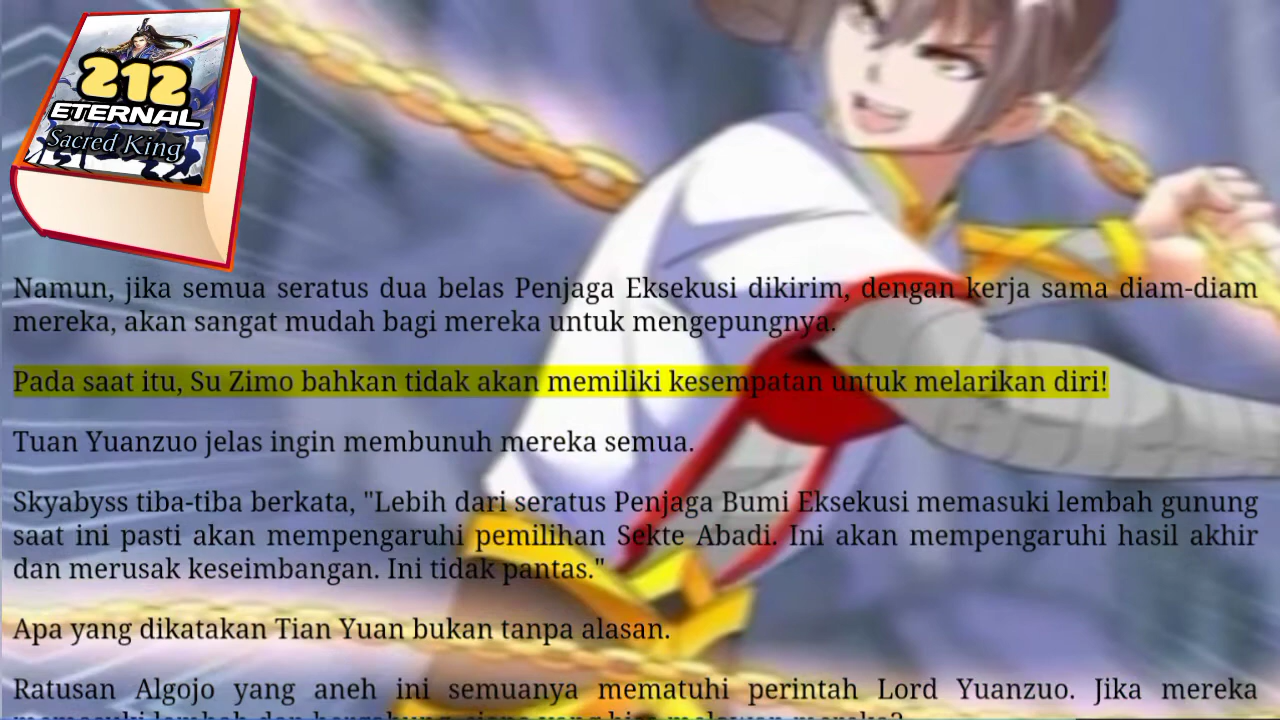 212
ETERNAL
Sacred King
Namun, jika semua seratus dua belas Penjaga Eksekusi dikirim, dengan kerja sama diam-diam
mereka, akan sangat mudah bagi mereka untuk mengepungnya.
Pada saat itu, Su Zimo bahkan tidak akan memiliki kesempatan untuk melarikan diri!
Tuan Yuanzuo jelas ingin membunuh mereka semua.
Skyabyss tiba-tiba berkata, "Lebih dari seratus Penjaga Bumi Eksekusi memasuki lembah gunung
saat ini pasti akan mempengaruhi pemilihan Sekte Abadi. Ini akan mempengaruhi hasil akhir
dan merusak keseimbangan. Ini tidak pantas."
Apa yang dikatakan Tian Yuan bukan tanpa alasan.
Ratusan Algojo yang aneh ini semuanya mematuhi perintah Lord Yuanzuo. Jika mereka